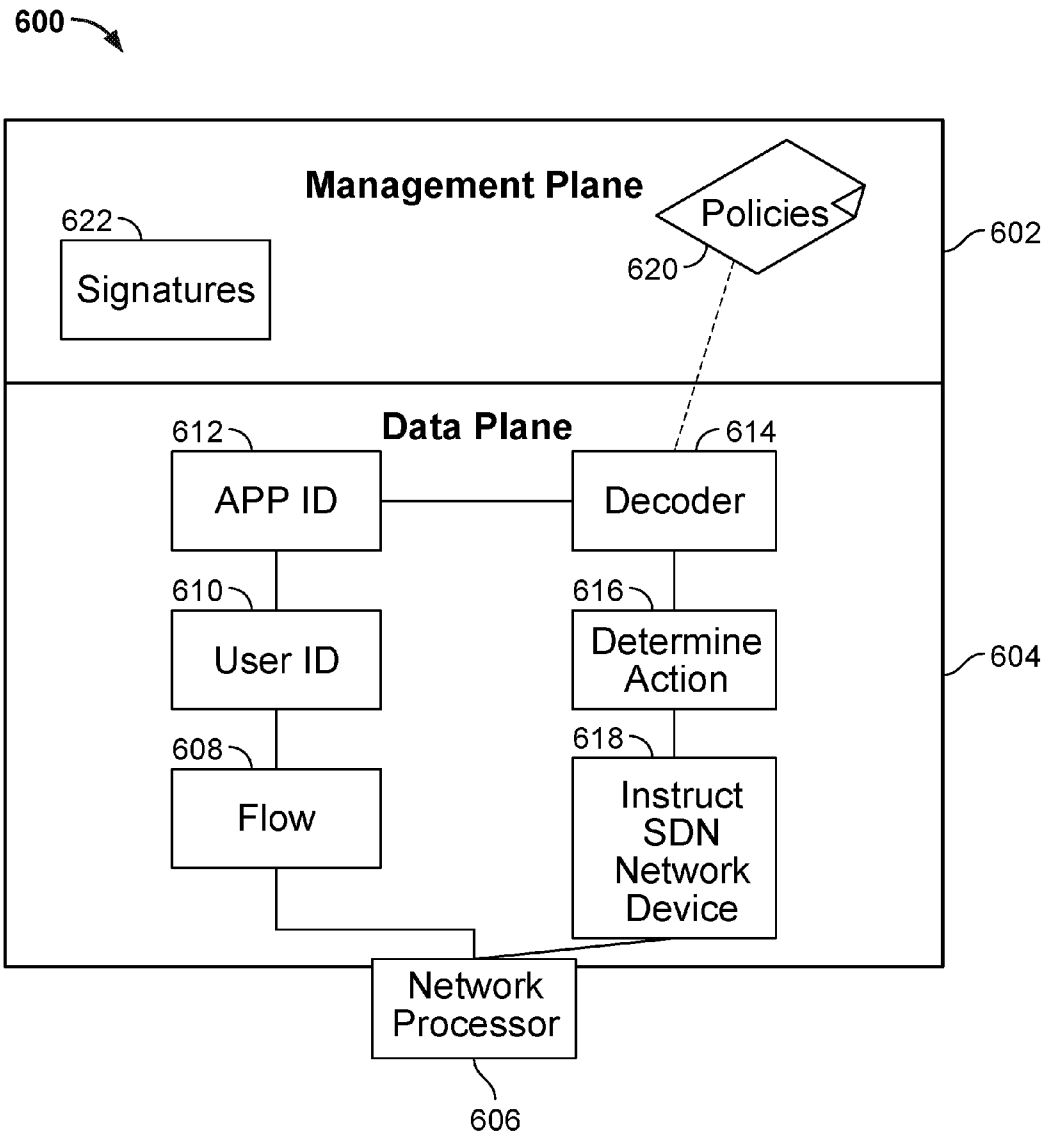 600
Management Plane
Policies
622
620
602
Signatures
Data Plane
612
614
APP ID
Decoder
610
616
User ID
Determine
Action
604
608
618
Flow
Instruct
SDN
Network
Device
Network
Processor
606